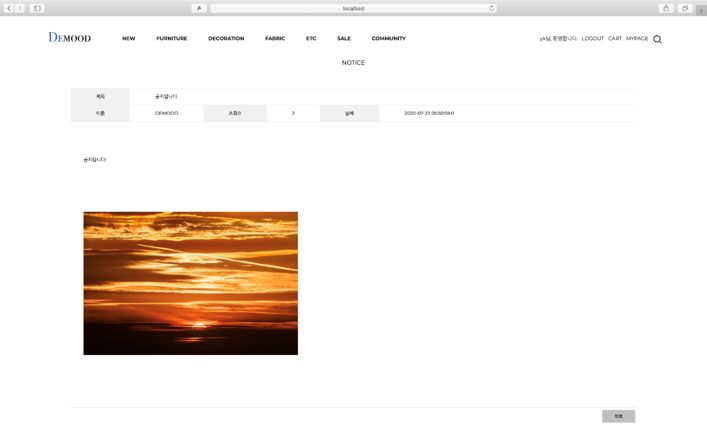 localhost
DEMOOD
NEW FURNITURE DECORATION FABRIC ETC SALE COMMUNITY
yk님, 환영합니다. LOGOUT CART MYPAGE
NOTICE
제목 공지입니다
이름 DEMOOD 조회수 2 날짜 2020-07-23 05:50:59.0
공지입니다!
목록